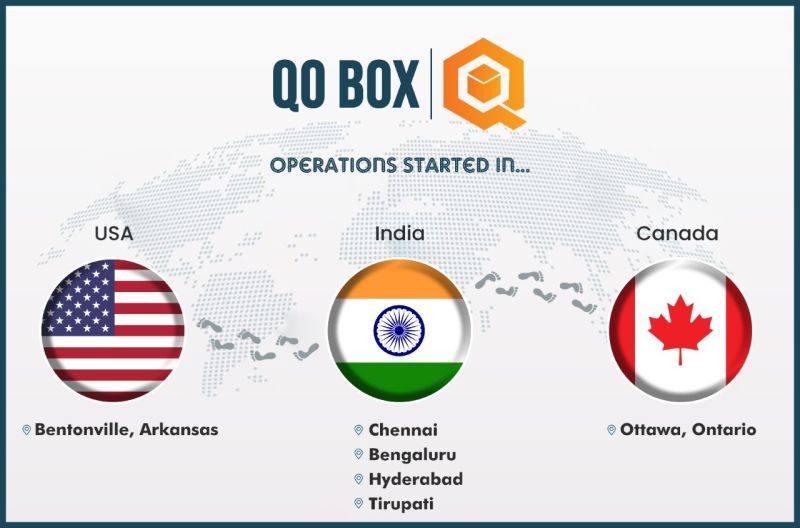 QO BOX
OPERATIONS STARTED IN...
USA
India
Canada
Bentonville, Arkansas
Chennai
Bengaluru
Hyderabad
Tirupati
Ottawa, Ontario